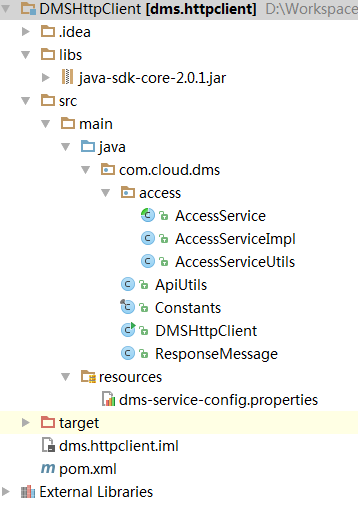 DMSHttpClient [dms.httpclient] D:\Workspace
.idea
libs
java-sdk-core-2.0.1.jar
src
main
java
com.cloud.dms
access
AccessService
AccessServiceImpl
AccessServiceUtils
ApiUtils
Constants
DMSHttpClient
ResponseMessage
resources
dms-service-config.properties
target
dms.httpclient.iml
pom.xml
External Libraries